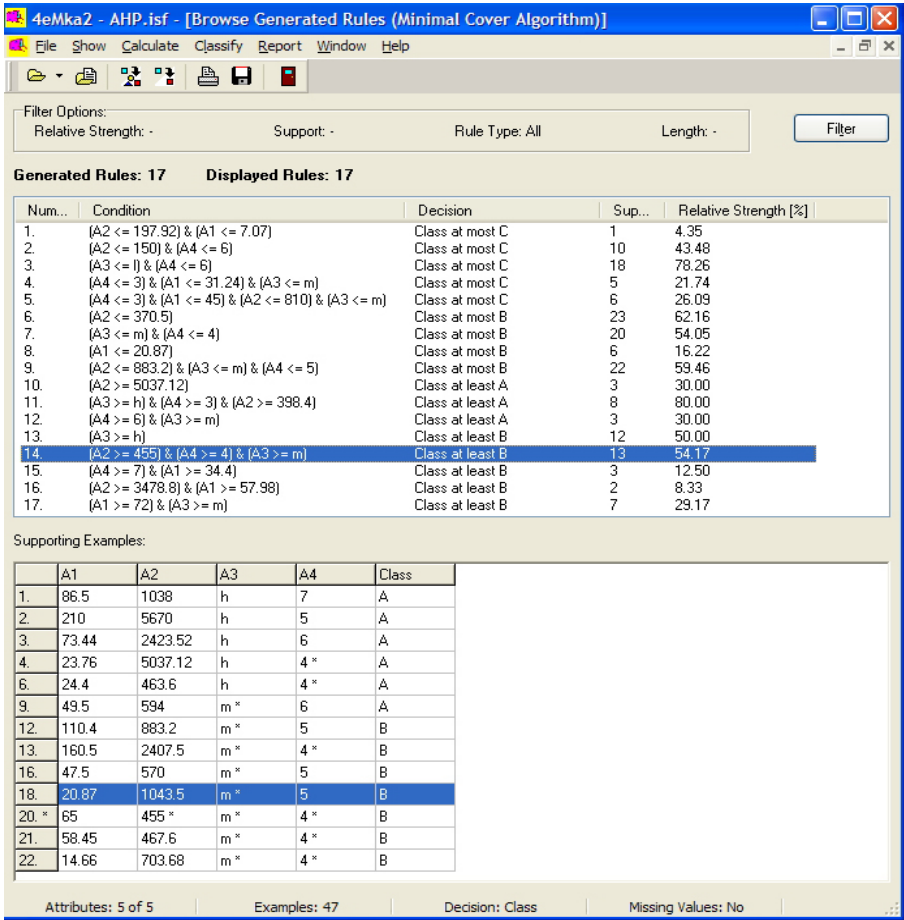 4eMka2 - AHP.isf - [Browse Generated Rules (Minimal Cover Algorithm)]
File Show Calculate Classify Report Window Help
Filter Options:
Relative Strength: - Support: - Rule Type: All Length: - Filter
Generated Rules: 17 Displayed Rules: 17
Num... Condition Decision Sup... Relative Strength [%]
1. (A2 <= 197.92) & (A1 <= 7.07) Class at most C 1 4.35
2. (A2 <= 150) & (A4 <= 6) Class at most C 10 43.48
3. (A3 <= l) & (A4 <= 6) Class at most C 18 78.26
4. (A4 <= 3) & (A1 <= 31.24) & (A3 <= m) Class at most C 5 21.74
5. (A4 <= 3) & (A1 <= 45) & (A2 <= 810) & (A3 <= m) Class at most C 6 26.09
6. (A2 <= 370.5) Class at most B 23 62.16
7. (A3 <= m) & (A4 <= 4) Class at most B 20 54.05
8. (A1 <= 20.87) Class at most B 6 16.22
9. (A2 <= 883.2) & (A3 <= m) & (A4 <= 5) Class at most B 22 59.46
10. (A2 >= 5037.12) Class at least A 3 30.00
11. (A3 >= h) & (A4 >= 3) & (A2 >= 398.4) Class at least A 8 80.00
12. (A4 >= 6) & (A3 >= m) Class at least A 3 30.00
13. (A3 >= h) Class at least B 12 50.00
14. (A2 >= 455) & (A4 >= 4) & (A3 >= m) Class at least B 13 54.17
15. (A4 >= 7) & (A1 >= 34.4) Class at least B 3 12.50
16. (A2 >= 3478.8) & (A1 >= 57.98) Class at least B 2 8.33
17. (A1 >= 72) & (A3 >= m) Class at least B 7 29.17
Supporting Examples:
A1 A2 A3 A4 Class
1. 86.5 1038 h 7 A
2. 210 5670 h 5 A
3. 73.44 2423.52 h 6 A
4. 23.76 5037.12 h 4 * A
6. 24.4 463.6 h 4 * A
9. 49.5 594 m * 6 A
12. 110.4 883.2 m * 5 B
13. 160.5 2407.5 m * 4 * B
16. 47.5 570 m * 5 B
18. 20.87 1043.5 m * 5 B
20. * 65 455 * m * 4 * B
21. 58.45 467.6 m * 4 * B
22. 14.66 703.68 m * 4 * B
Attributes: 5 of 5 Examples: 47 Decision: Class Missing Values: No